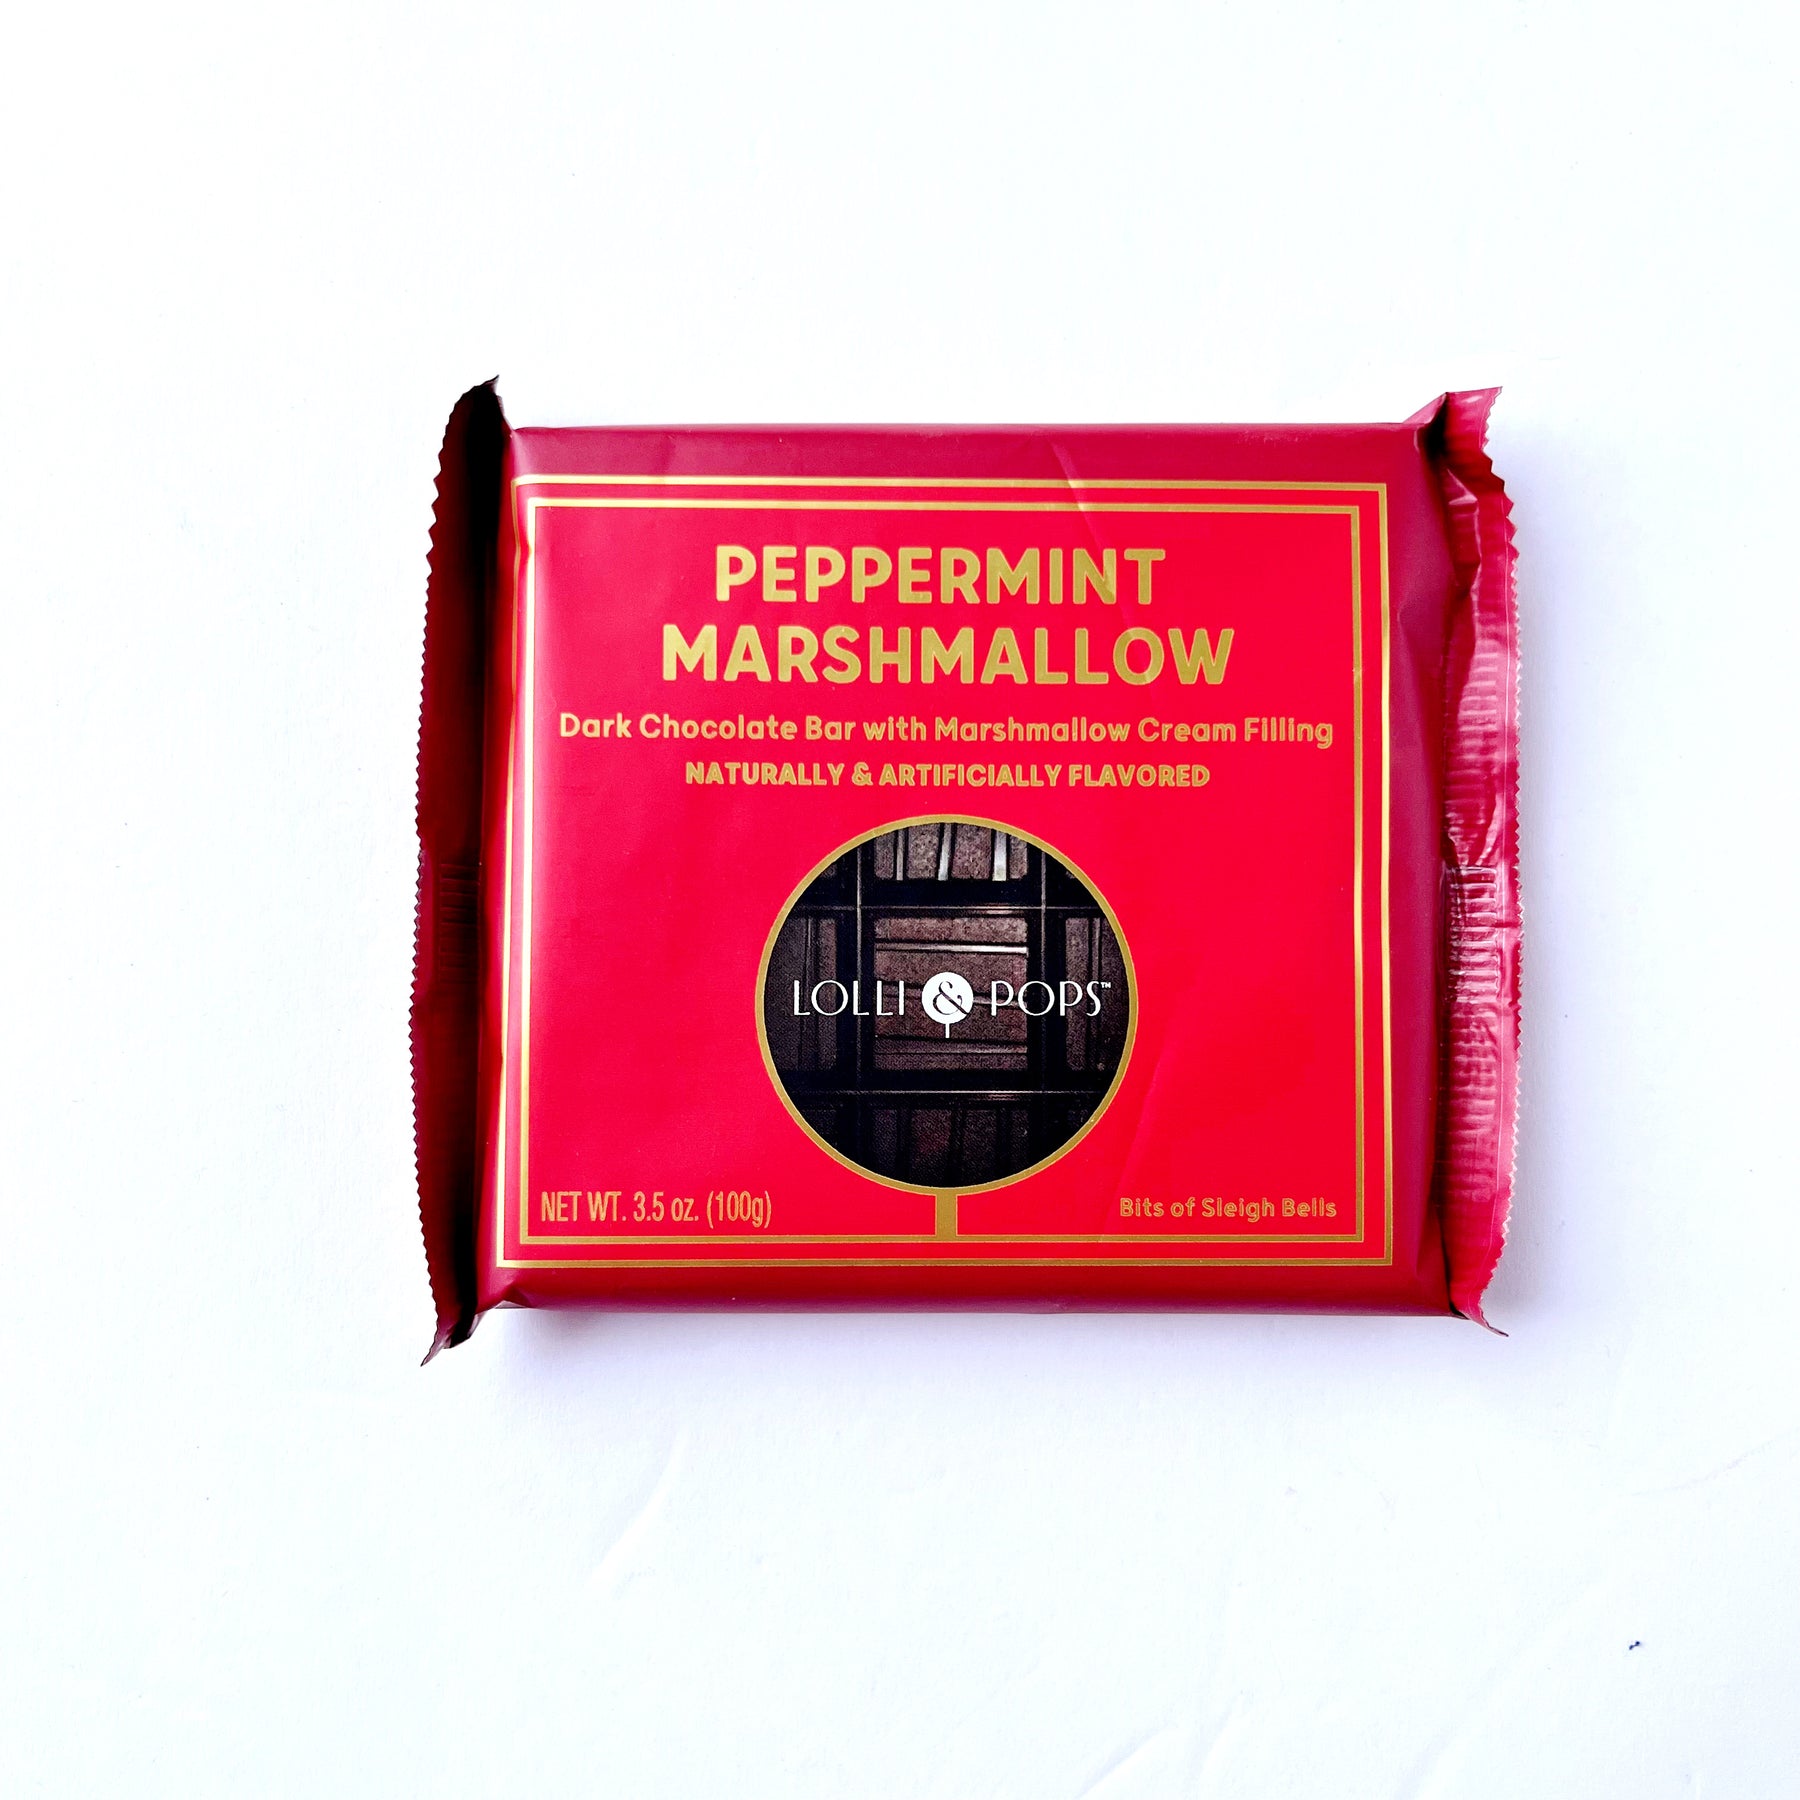 PEPPERMINT
MARSHMALLOW
Dark Chocolate Bar with Marshmallow Cream Filling
NATURALLY & ARTIFICIALLY FLAVORED
LOLLI & POPS™
NET WT. 3.5 oz. (100g)
Bits of Sleigh Bells